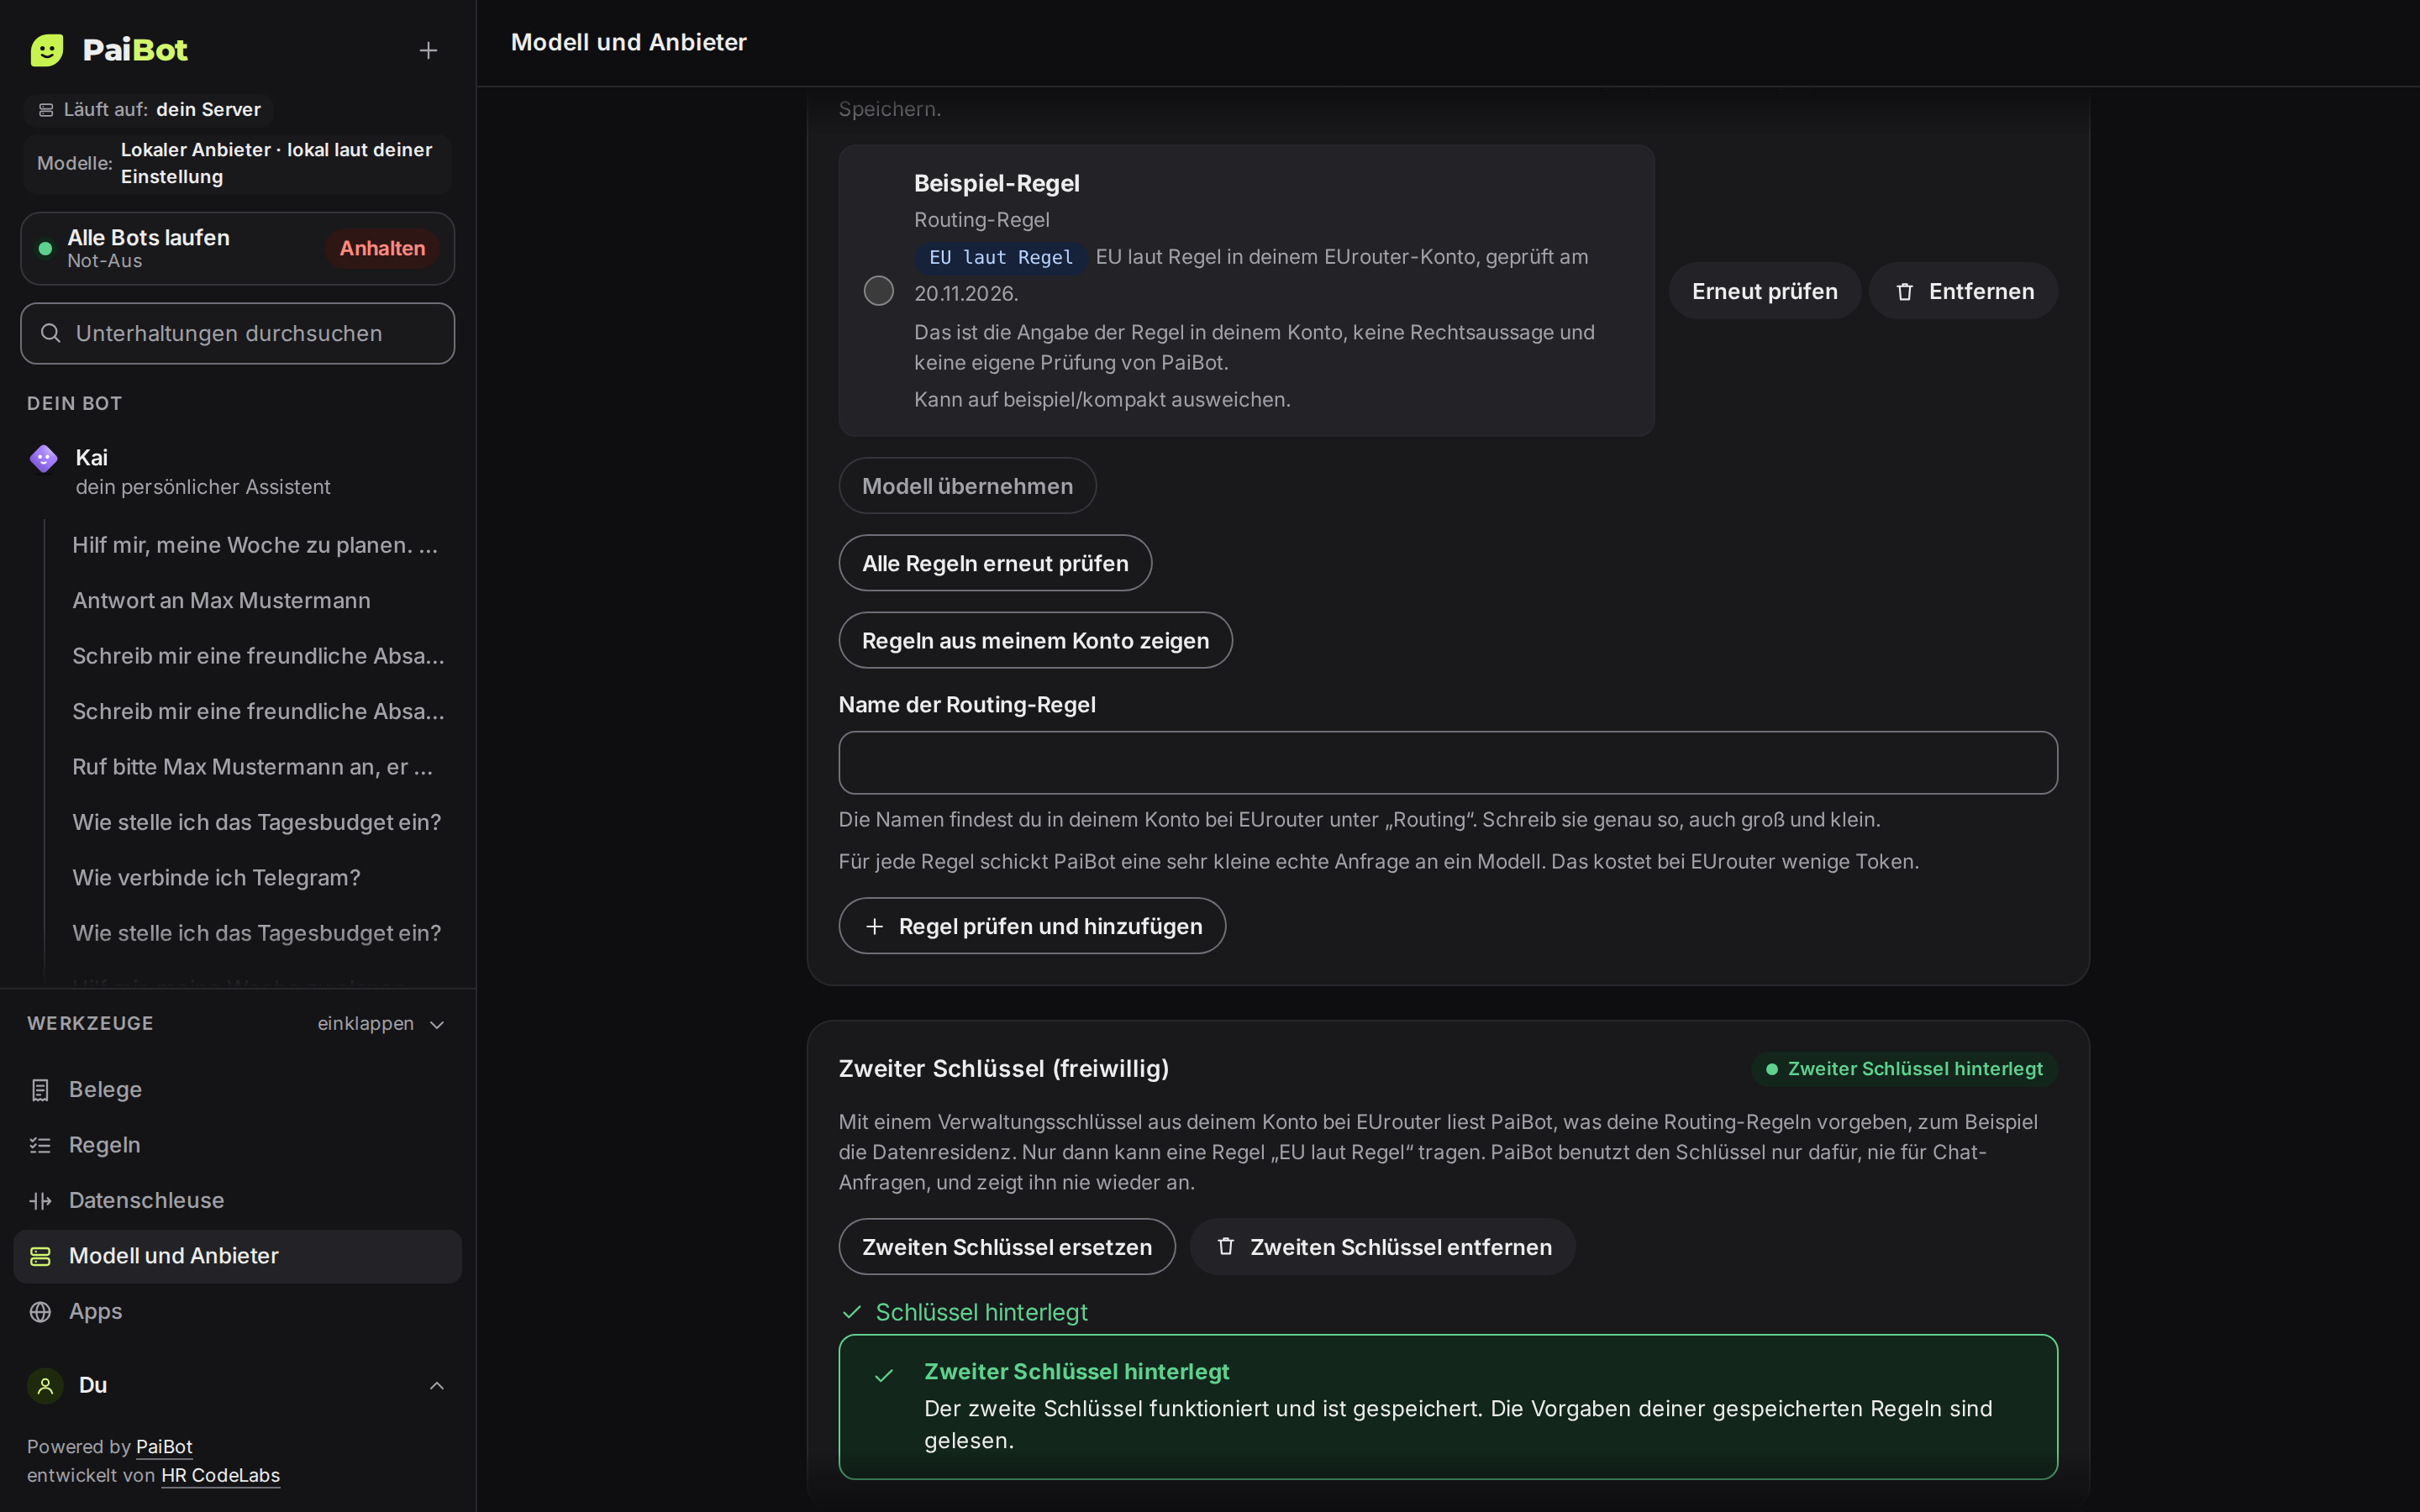 PaiBot
Läuft auf: dein Server
Modelle: Lokaler Anbieter · lokal laut deiner
Einstellung
Alle Bots laufen
Not-Aus
Anhalten
Unterhaltungen durchsuchen
DEIN BOT
Kai
dein persönlicher Assistent
Hilf mir, meine Woche zu planen. ...
Antwort an Max Mustermann
Schreib mir eine freundliche Absa...
Schreib mir eine freundliche Absa...
Ruf bitte Max Mustermann an, er ...
Wie stelle ich das Tagesbudget ein?
Wie verbinde ich Telegram?
Wie stelle ich das Tagesbudget ein?
WERKZEUGE
einklappen
Belege
Regeln
Datenschleuse
Modell und Anbieter
Apps
Du
Powered by PaiBot
entwickelt von HR CodeLabs
Modell und Anbieter
Speichern.
Beispiel-Regel
Routing-Regel
EU laut Regel EU laut Regel in deinem EUrouter-Konto, geprüft am
20.11.2026.
Das ist die Angabe der Regel in deinem Konto, keine Rechtsaussage und
keine eigene Prüfung von PaiBot.
Kann auf beispiel/kompakt ausweichen.
Erneut prüfen
Entfernen
Modell übernehmen
Alle Regeln erneut prüfen
Regeln aus meinem Konto zeigen
Name der Routing-Regel
Die Namen findest du in deinem Konto bei EUrouter unter „Routing“. Schreib sie genau so, auch groß und klein.
Für jede Regel schickt PaiBot eine sehr kleine echte Anfrage an ein Modell. Das kostet bei EUrouter wenige Token.
Regel prüfen und hinzufügen
Zweiter Schlüssel (freiwillig)
Zweiter Schlüssel hinterlegt
Mit einem Verwaltungsschlüssel aus deinem Konto bei EUrouter liest PaiBot, was deine Routing-Regeln vorgeben, zum Beispiel
die Datenresidenz. Nur dann kann eine Regel „EU laut Regel“ tragen. PaiBot benutzt den Schlüssel nur dafür, nie für Chat-
Anfragen, und zeigt ihn nie wieder an.
Zweiten Schlüssel ersetzen
Zweiten Schlüssel entfernen
Schlüssel hinterlegt
Zweiter Schlüssel hinterlegt
Der zweite Schlüssel funktioniert und ist gespeichert. Die Vorgaben deiner gespeicherten Regeln sind
gelesen.